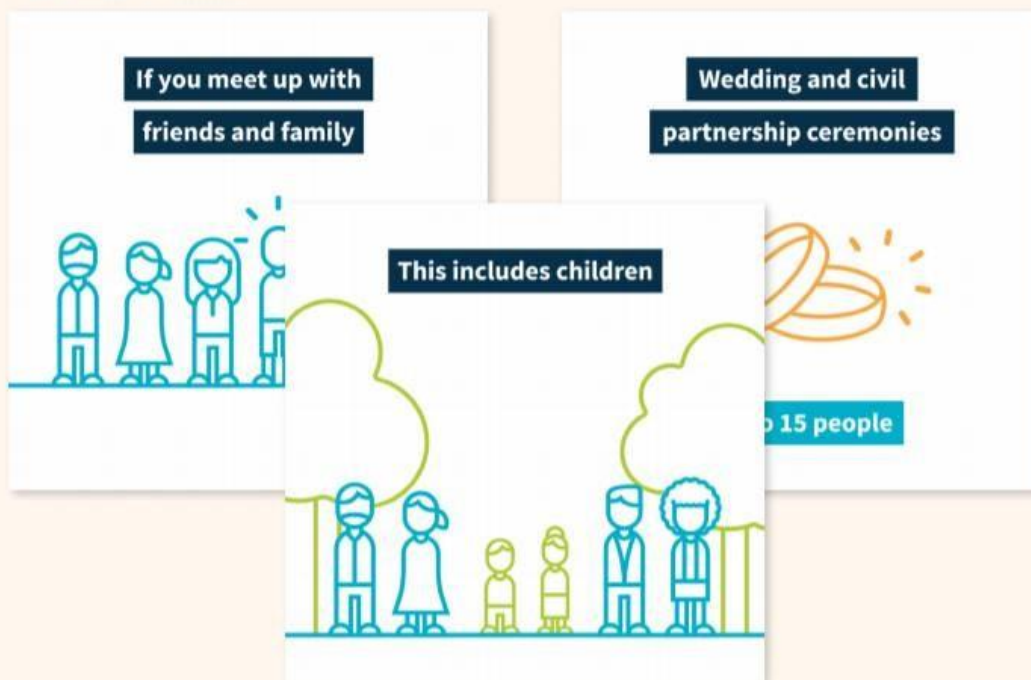 If you meet up with
friends and family
Wedding and civil
partnership ceremonies
This includes children
15 people